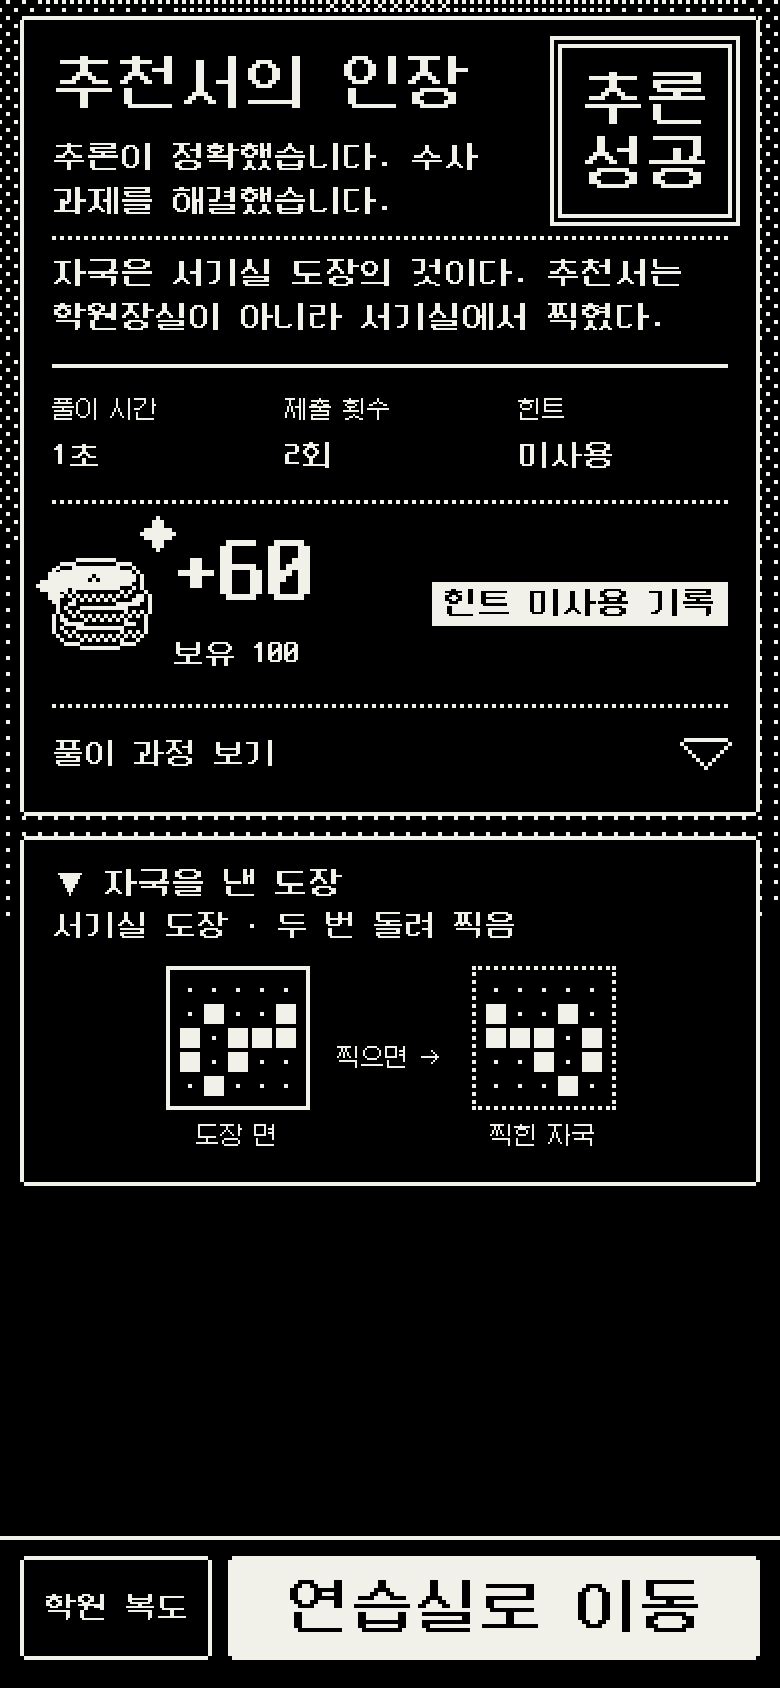 추천서의 인장
추론
성공
추론이 정확했습니다. 수사
과제를 해결했습니다.
자국은 서기실 도장의 것이다. 추천서는
학원장실이 아니라 서기실에서 찍혔다.
풀이 시간 제출 횟수 힌트
1초 2회 미사용
+60
힌트 미사용 기록
보유 100
풀이 과정 보기
▼ 자국을 낸 도장
서기실 도장 · 두 번 돌려 찍음
찍으면 →
도장 면 찍힌 자국
학원 복도 연습실로 이동